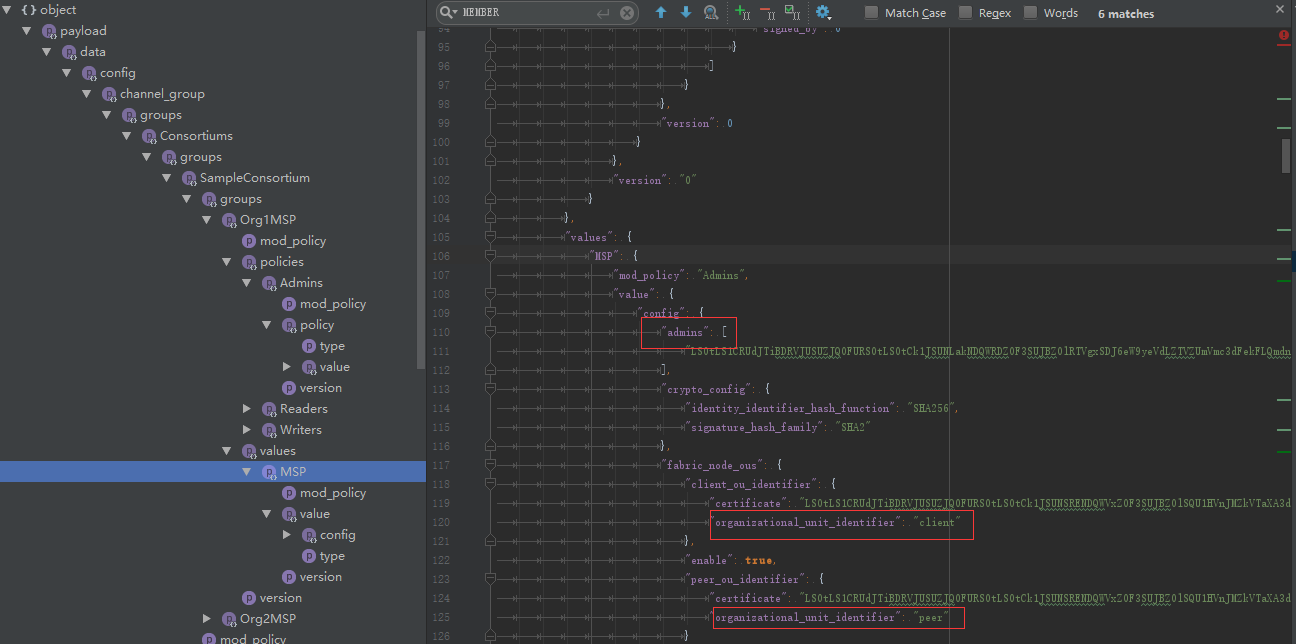 object
payload
data
config
channel_group
groups
Consortiums
groups
SampleConsortium
groups
Org1MSP
mod_policy
policies
Admins
mod_policy
policy
type
value
version
Readers
Writers
values
MSP
mod_policy
value
config
type
version
version
Org2MSP
mod_policy
MEMBER
Match Case
Regex
Words
6 matches
94 "signed_by": 0
95 }
96 ]
97 }
98 },
99 "version": 0
100 }
101 },
102 "version": "0"
103 }
104 },
105 "values": {
106 "MSP": {
107 "mod_policy": "Admins",
108 "value": {
109 "config": {
110 "admins": [
111
112 ],
113 "crypto_config": {
114 "identity_identifier_hash_function": "SHA256",
115 "signature_hash_family": "SHA2"
116 },
117 "fabric_node_ous": {
118 "client_ou_identifier": {
119 "certificate":
120 "organizational_unit_identifier": "client"
121 },
122 "enable": true,
123 "peer_ou_identifier": {
124 "certificate":
125 "organizational_unit_identifier": "peer"
126 }